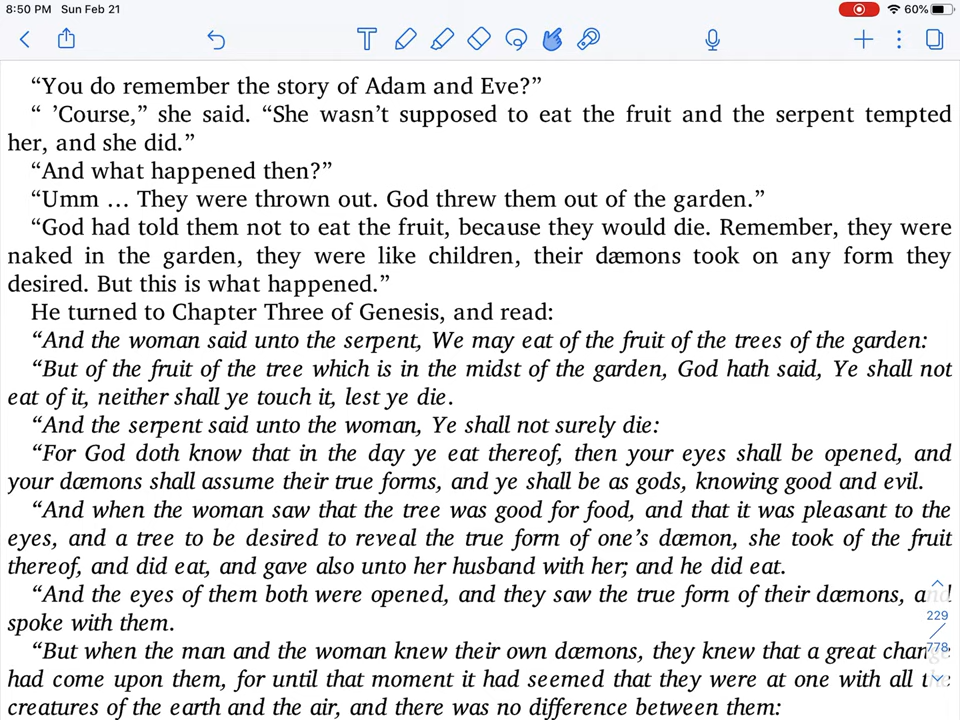 8:50 PM Sun Feb 21
60%
“You do remember the story of Adam and Eve?”
“ ’Course,” she said. “She wasn’t supposed to eat the fruit and the serpent tempted
her, and she did.”
“And what happened then?”
“Umm … They were thrown out. God threw them out of the garden.”
“God had told them not to eat the fruit, because they would die. Remember, they were
naked in the garden, they were like children, their dæmons took on any form they
desired. But this is what happened.”
He turned to Chapter Three of Genesis, and read:
“And the woman said unto the serpent, We may eat of the fruit of the trees of the garden:
“But of the fruit of the tree which is in the midst of the garden, God hath said, Ye shall not
eat of it, neither shall ye touch it, lest ye die.
“And the serpent said unto the woman, Ye shall not surely die:
“For God doth know that in the day ye eat thereof, then your eyes shall be opened, and
your dæmons shall assume their true forms, and ye shall be as gods, knowing good and evil.
“And when the woman saw that the tree was good for food, and that it was pleasant to the
eyes, and a tree to be desired to reveal the true form of one’s dæmon, she took of the fruit
thereof, and did eat, and gave also unto her husband with her; and he did eat.
“And the eyes of them both were opened, and they saw the true form of their dæmons, and
spoke with them.
229
“But when the man and the woman knew their own dæmons, they knew that a great change
778
had come upon them, for until that moment it had seemed that they were at one with all the
creatures of the earth and the air, and there was no difference between them: